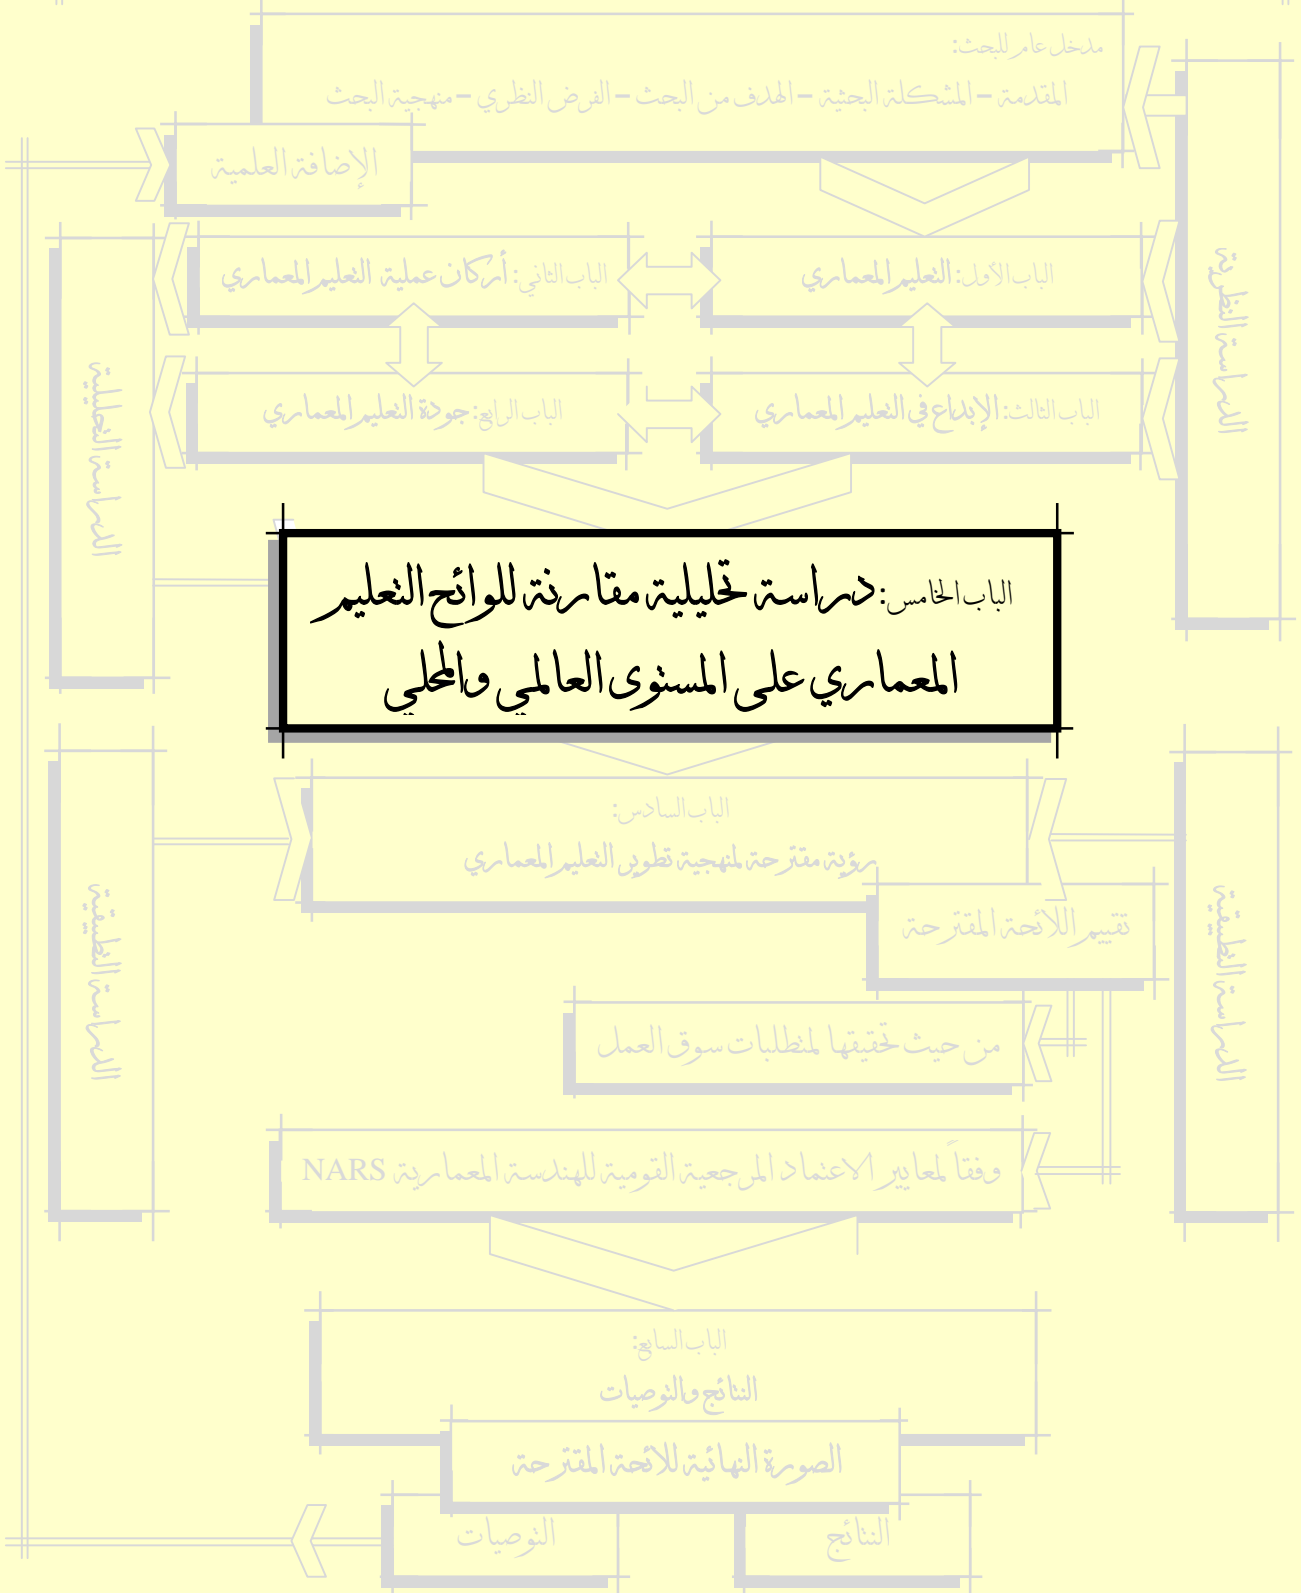 مدخل عام للبحث:
المقدمة – المشكلة البحثية – الهدف من البحث – الفرض النظري – منهجية البحث
الإضافة العلمية
الدراسة النظرية
الباب الأول: التعليم المعماري
الباب الثاني: أركان عملية التعليم المعماري
الباب الثالث: الإبداع في التعليم المعماري
الباب الرابع: جودة التعليم المعماري
الدراسة التحليلية
الباب الخامس: دراسة تحليلية مقارنة للوائح التعليم
المعماري على المستوى العالمي والمحلي
الباب السادس:
رؤية مقترحة لمنهجية تطوير التعليم المعماري
تقييم اللائحة المقترحة
الدراسة التطبيقية
الدراسة التطبيقية
من حيث تحقيقها لمتطلبات سوق العمل
وفقاً لمعايير الاعتماد المرجعية القومية للهندسة المعمارية NARS
الباب السابع:
النتائج والتوصيات
الصورة النهائية للائحة المقترحة
النتائج
التوصيات